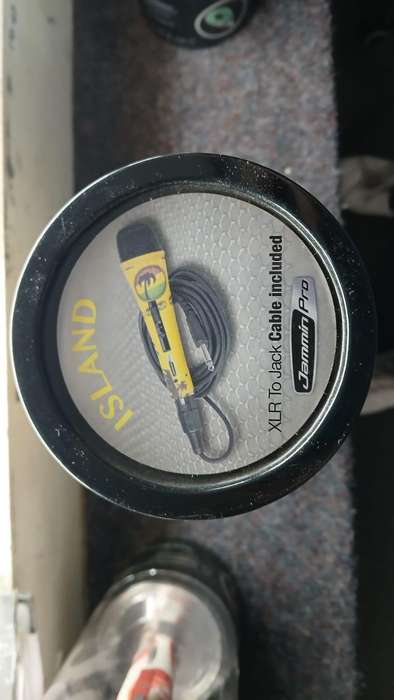 ISLAND
XLR To Jack Cable included
Jammin Pro